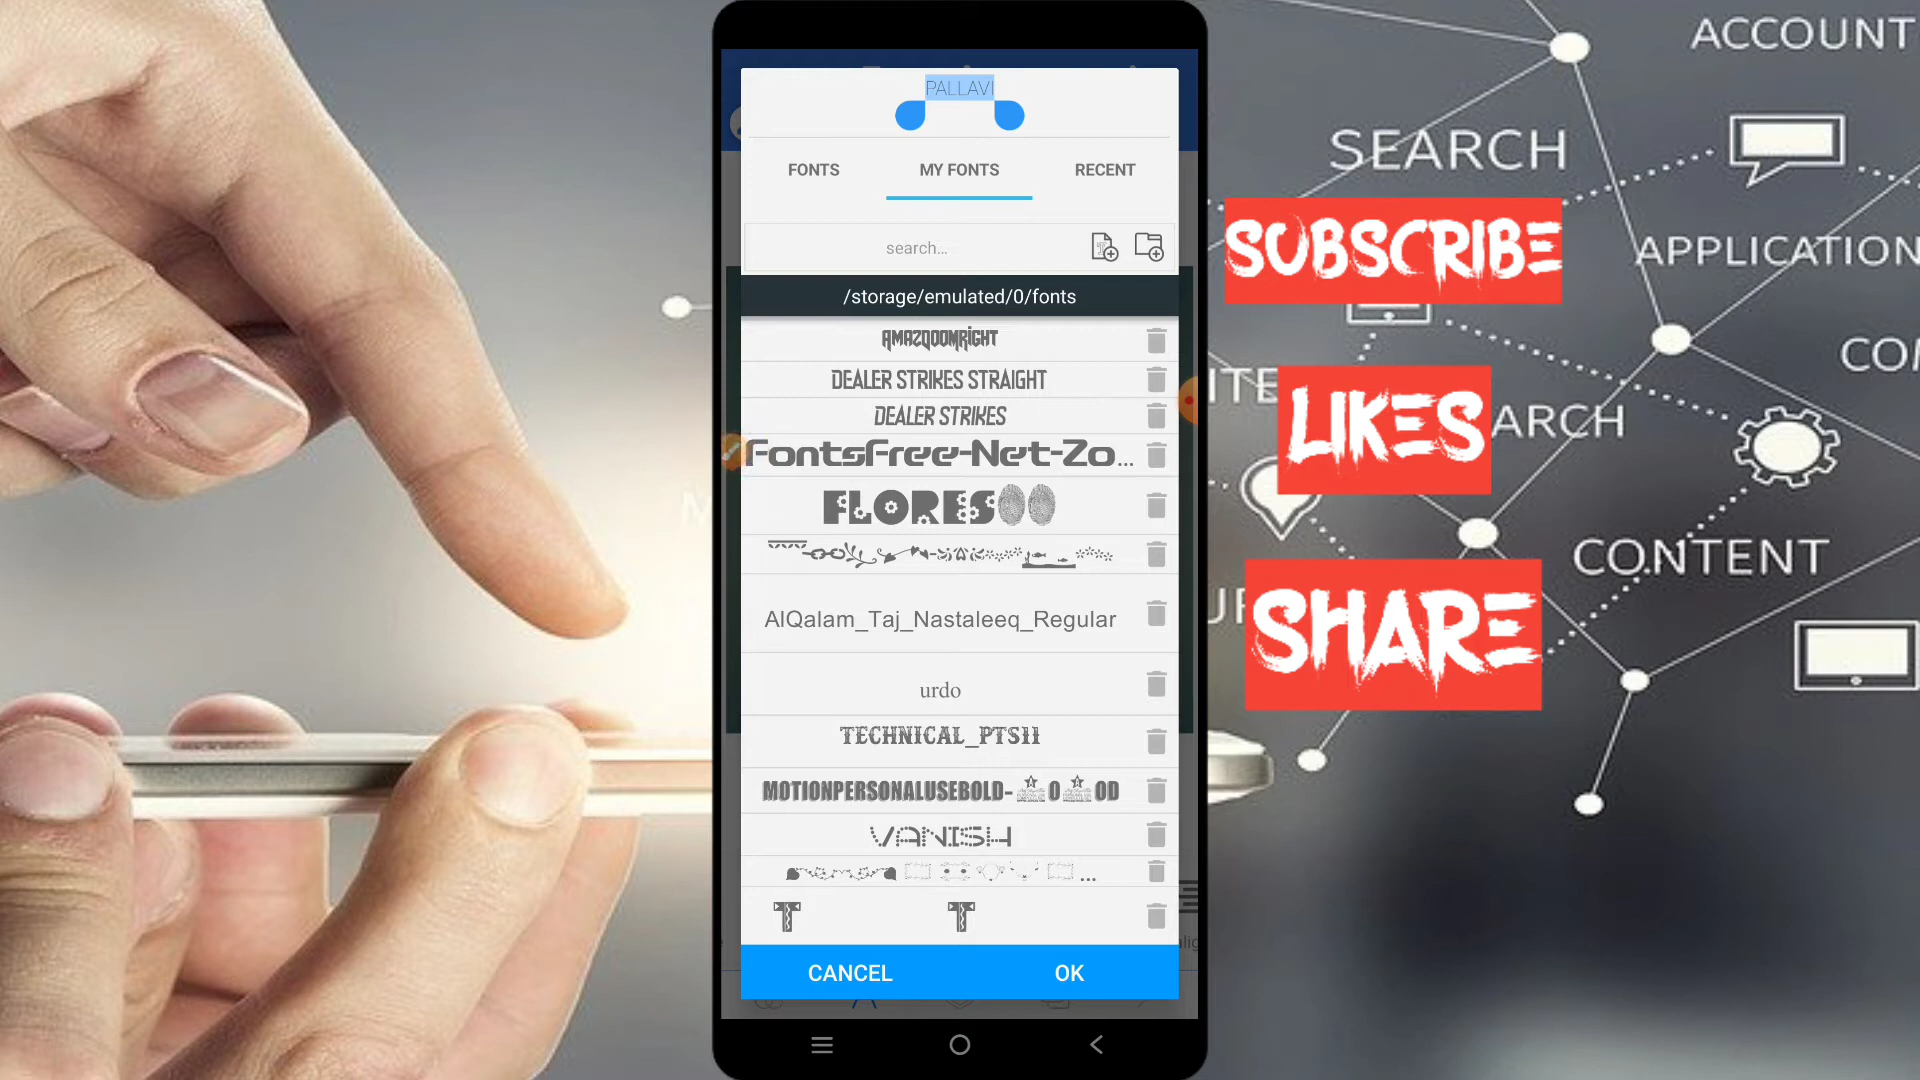 PALLAVI
FONTS MY FONTS RECENT
search...
/storage/emulated/0/fonts
AMAZDOOMRIGHT
DEALER STRIKES STRAIGHT
DEALER STRIKES
FontsFree-Net-Zo...
FLORES
AlQalam_Taj_Nastaleeq_Regular
urdo
TECHNICAL_PTSII
MOTIONPERSONALUSEBOLD-
VANISH
T T
CANCEL OK
ACCOUNT
SEARCH
SUBSCRIBE
APPLICATION
LIKES
ARCH
CONTENT
SHARE